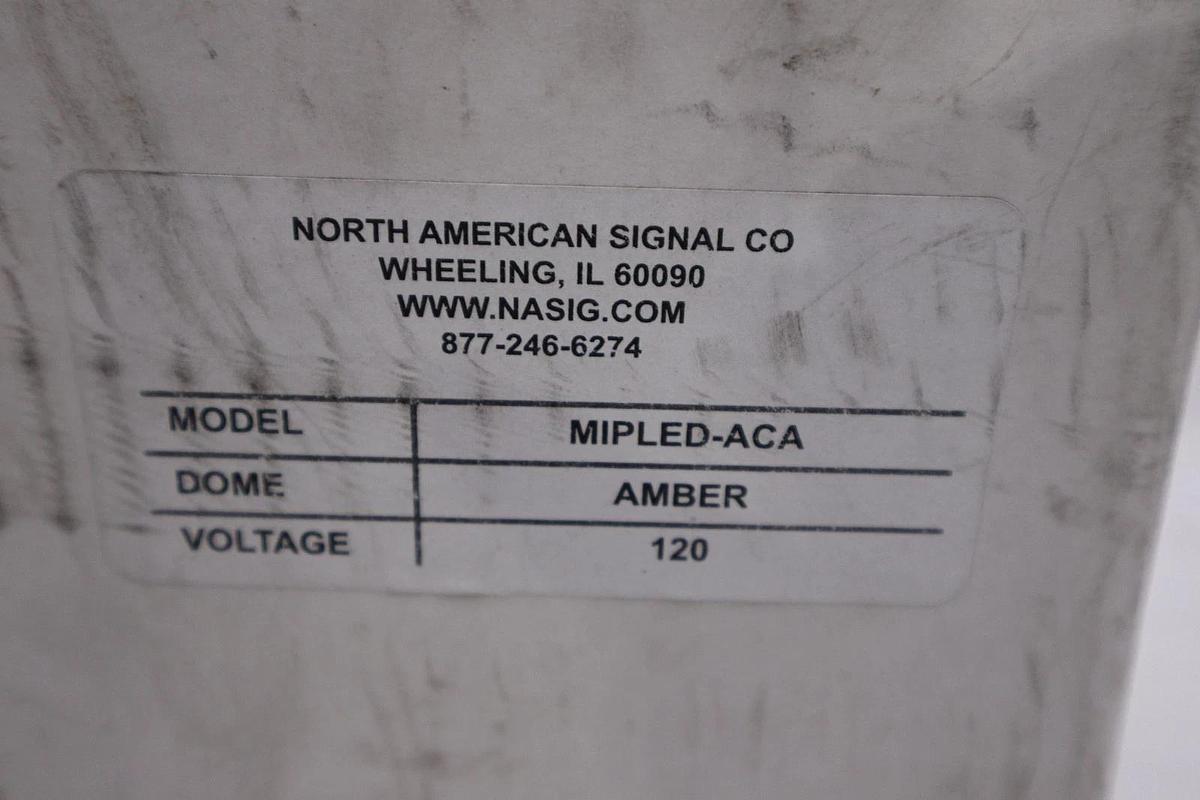 NORTH AMERICAN SIGNAL CO
WHEELING, IL 60090
WWW.NASIG.COM
877-246-6274
MODEL MIPLED-ACA
DOME AMBER
VOLTAGE 120